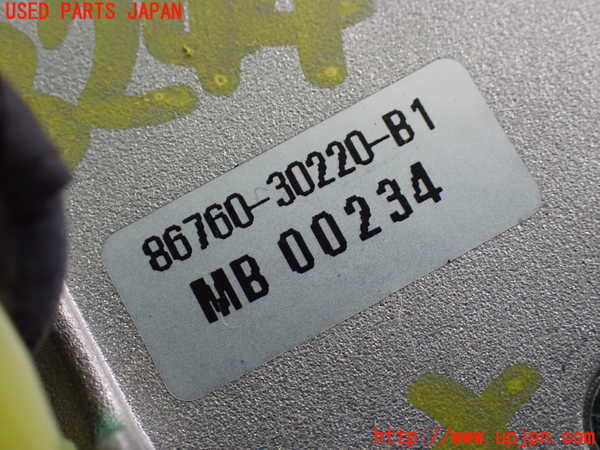 USED PARTS JAPAN
86760-30220-B1
MB 00234
http://www.upjpn.com